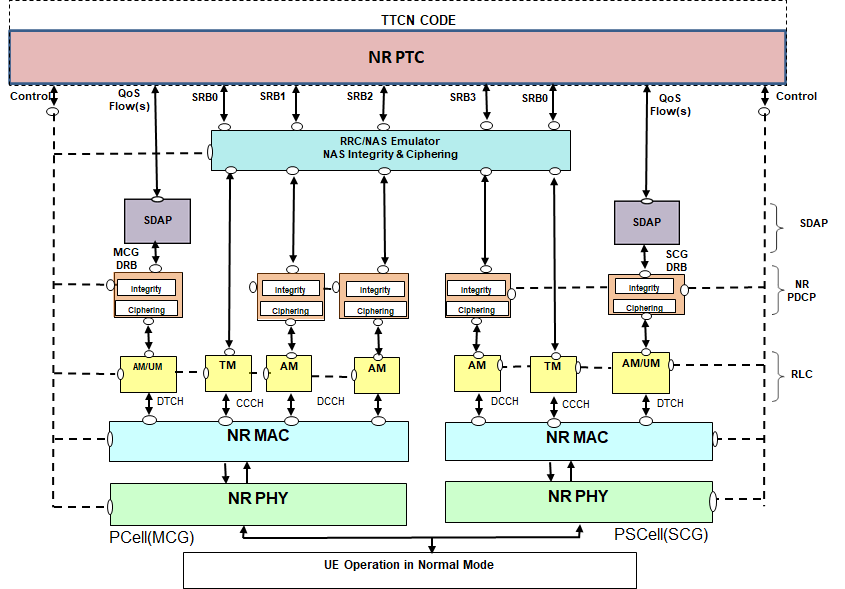 TTCN CODE
NR PTC
Control
QoS
Flow(s)
SRB0
SRB1
SRB2
SRB3
SRB0
QoS
Flow(s)
Control
RRC/NAS Emulator
NAS Integrity & Ciphering
SDAP
SDAP
SDAP
MCG
DRB
SCG
DRB
Integrity
Ciphering
Integrity
Ciphering
Integrity
Ciphering
Integrity
Ciphering
Integrity
Ciphering
NR
PDCP
AM/UM
TM
AM
AM
AM
TM
AM/UM
RLC
DTCH
CCCH
DCCH
DCCH
CCCH
DTCH
NR MAC
NR MAC
NR PHY
NR PHY
PCell(MCG)
PSCell(SCG)
UE Operation in Normal Mode